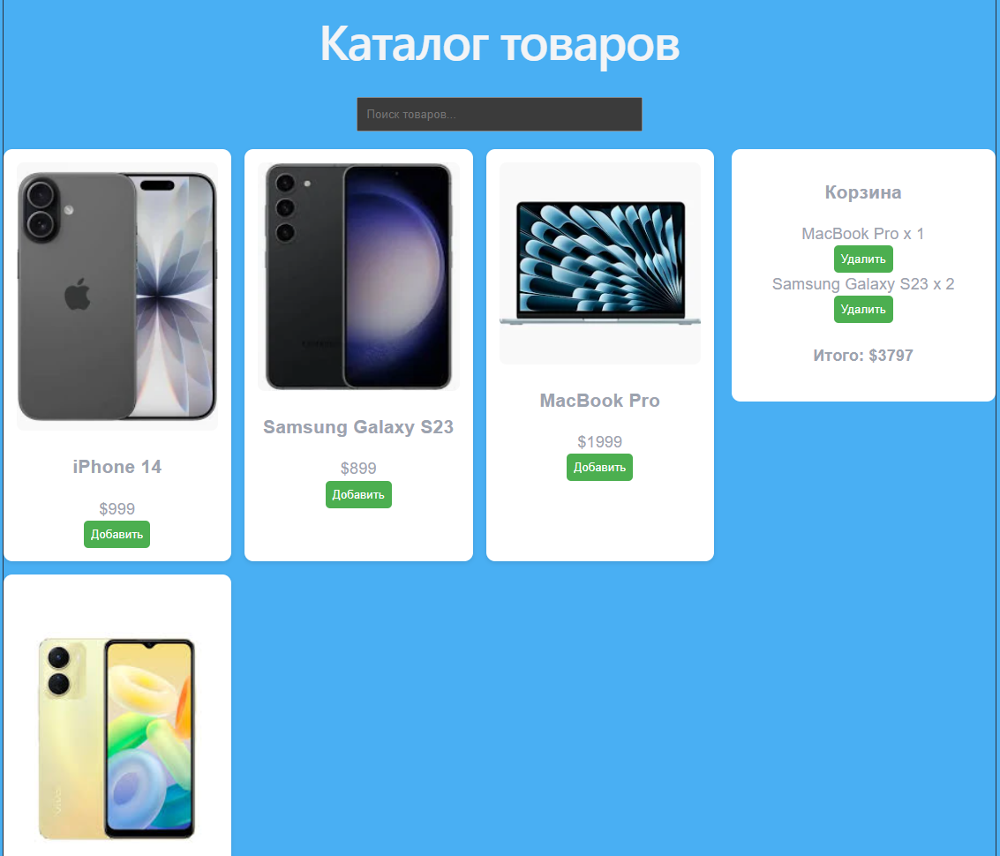 Каталог товаров
Поиск товаров...
iPhone 14
$999
Добавить
Samsung Galaxy S23
$899
Добавить
MacBook Pro
$1999
Добавить
Корзина
MacBook Pro x 1
Удалить
Samsung Galaxy S23 x 2
Удалить
Итого: $3797
vivo